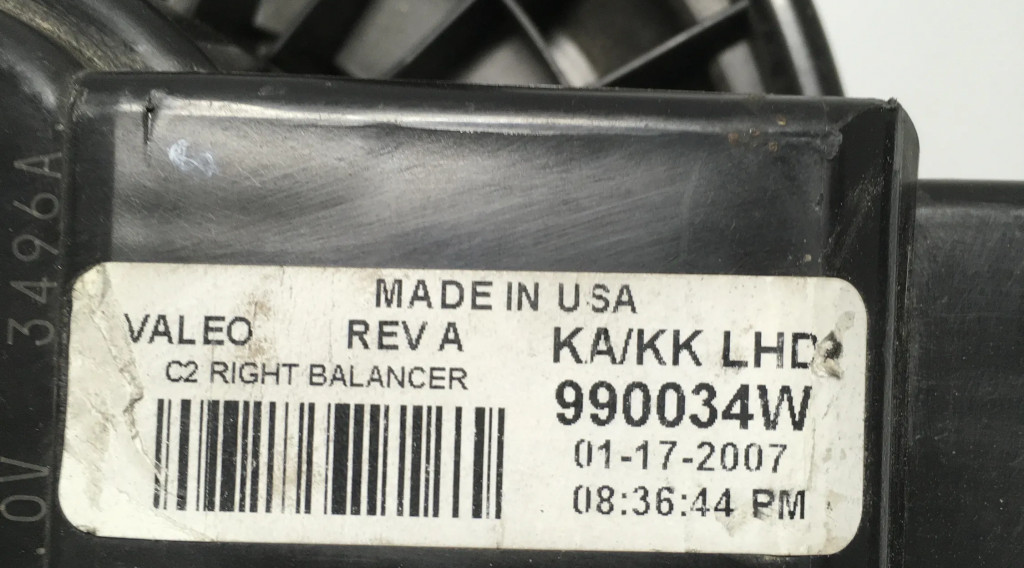 MADE IN USA
VALEO REV A KA/KK LHD
C2 RIGHT BALANCER
990034W
01-17-2007
08:36:44 PM
.0V 3496A